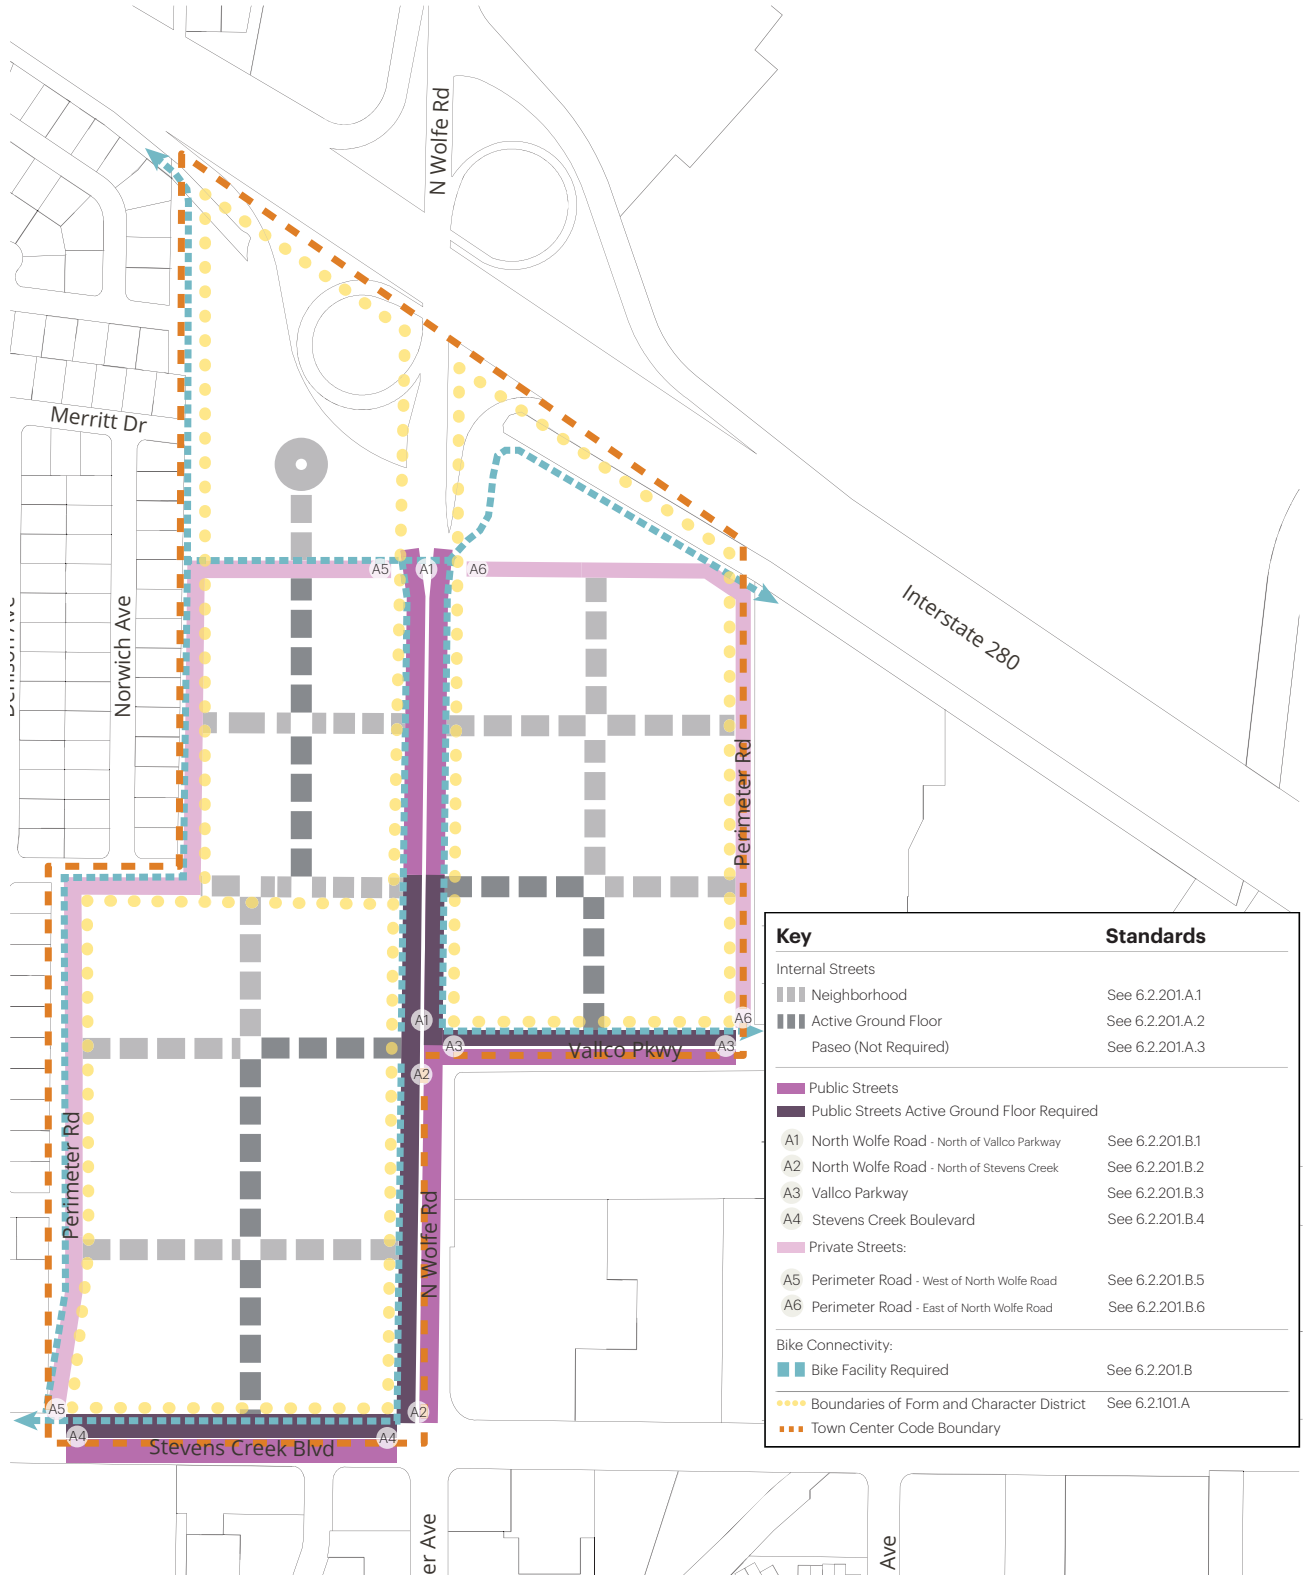 N Wolfe Rd
Merritt Dr
Norwich Ave
Interstate 280
A5
A1
A6
Perimeter Rd
A1
A6
A3
Vallco Pkwy
A3
A2
Perimeter Rd
N Wolfe Rd
A5
A2
A4
A4
Stevens Creek Blvd
Ave
Ave
Key Standards
Internal Streets
Neighborhood See 6.2.201.A.1
Active Ground Floor See 6.2.201.A.2
Paseo (Not Required) See 6.2.201.A.3
Public Streets
Public Streets Active Ground Floor Required
A1 North Wolfe Road - North of Vallco Parkway See 6.2.201.B.1
A2 North Wolfe Road - North of Stevens Creek See 6.2.201.B.2
A3 Vallco Parkway See 6.2.201.B.3
A4 Stevens Creek Boulevard See 6.2.201.B.4
Private Streets:
A5 Perimeter Road - West of North Wolfe Road See 6.2.201.B.5
A6 Perimeter Road - East of North Wolfe Road See 6.2.201.B.6
Bike Connectivity:
Bike Facility Required See 6.2.201.B
Boundaries of Form and Character District See 6.2.101.A
Town Center Code Boundary